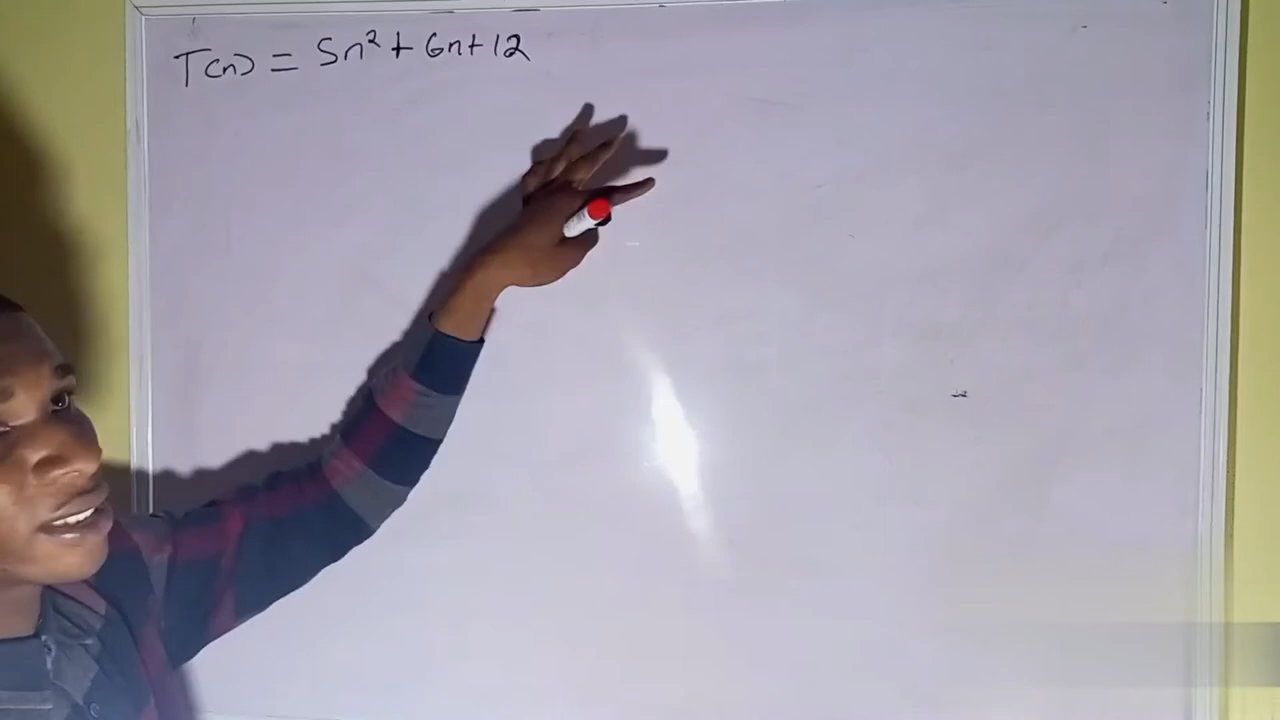 T(n) = 5n² + 6n + 12